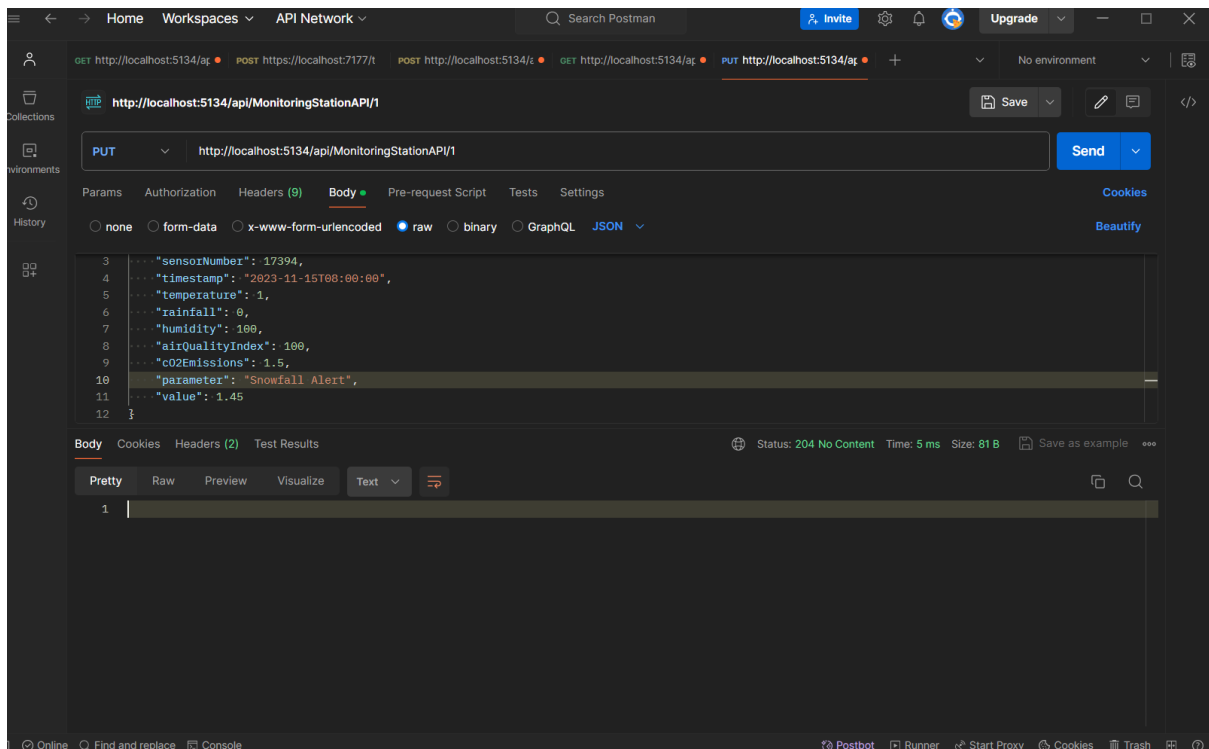 Home Workspaces API Network Search Postman Invite Upgrade
GET http://localhost:5134/ap POST https://localhost:7177/t POST http://localhost:5134/a GET http://localhost:5134/ap PUT http://localhost:5134/ap No environment
HTTP http://localhost:5134/api/MonitoringStationAPI/1 Save </>
Collections
PUT http://localhost:5134/api/MonitoringStationAPI/1 Send
nvironments
Params Authorization Headers (9) Body Pre-request Script Tests Settings Cookies
History
none form-data x-www-form-urlencoded raw binary GraphQL JSON Beautify
3 "sensorNumber": 17394,
4 "timestamp": "2023-11-15T08:00:00",
5 "temperature": 1,
6 "rainfall": 0,
7 "humidity": 100,
8 "airQualityIndex": 100,
9 "cO2Emissions": 1.5,
10 "parameter": "Snowfall Alert",
11 "value": 1.45
12 }
Body Cookies Headers (2) Test Results Status: 204 No Content Time: 5 ms Size: 81 B Save as example
Pretty Raw Preview Visualize Text
1
Online Find and replace Console Postbot Runner Start Proxy Cookies Trash